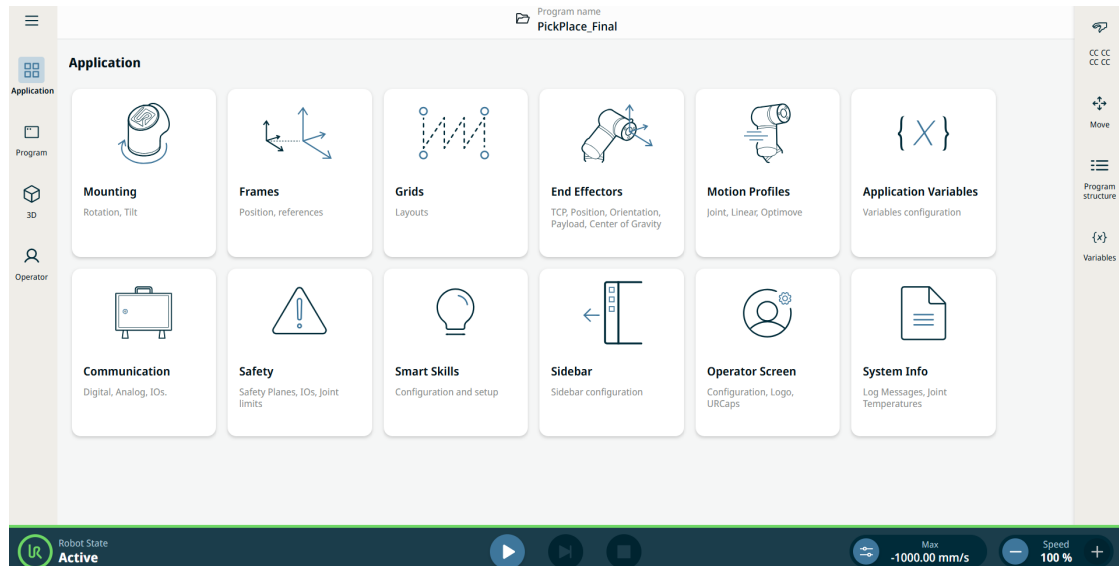 Program name
PickPlace_Final
Application
Application
Program
3D
Operator
Mounting
Rotation, Tilt
Frames
Position, references
Grids
Layouts
End Effectors
TCP, Position, Orientation,
Payload, Center of Gravity
Motion Profiles
Joint, Linear, Optimove
{X}
Application Variables
Variables configuration
Communication
Digital, Analog, IOs.
Safety
Safety Planes, IOs, Joint
limits
Smart Skills
Configuration and setup
Sidebar
Sidebar configuration
Operator Screen
Configuration, Logo,
URCaps
System Info
Log Messages, Joint
Temperatures
CC CC
CC CC
Move
Program
structure
{x}
Variables
UR
Robot State
Active
Max
-1000.00 mm/s
Speed
100 %